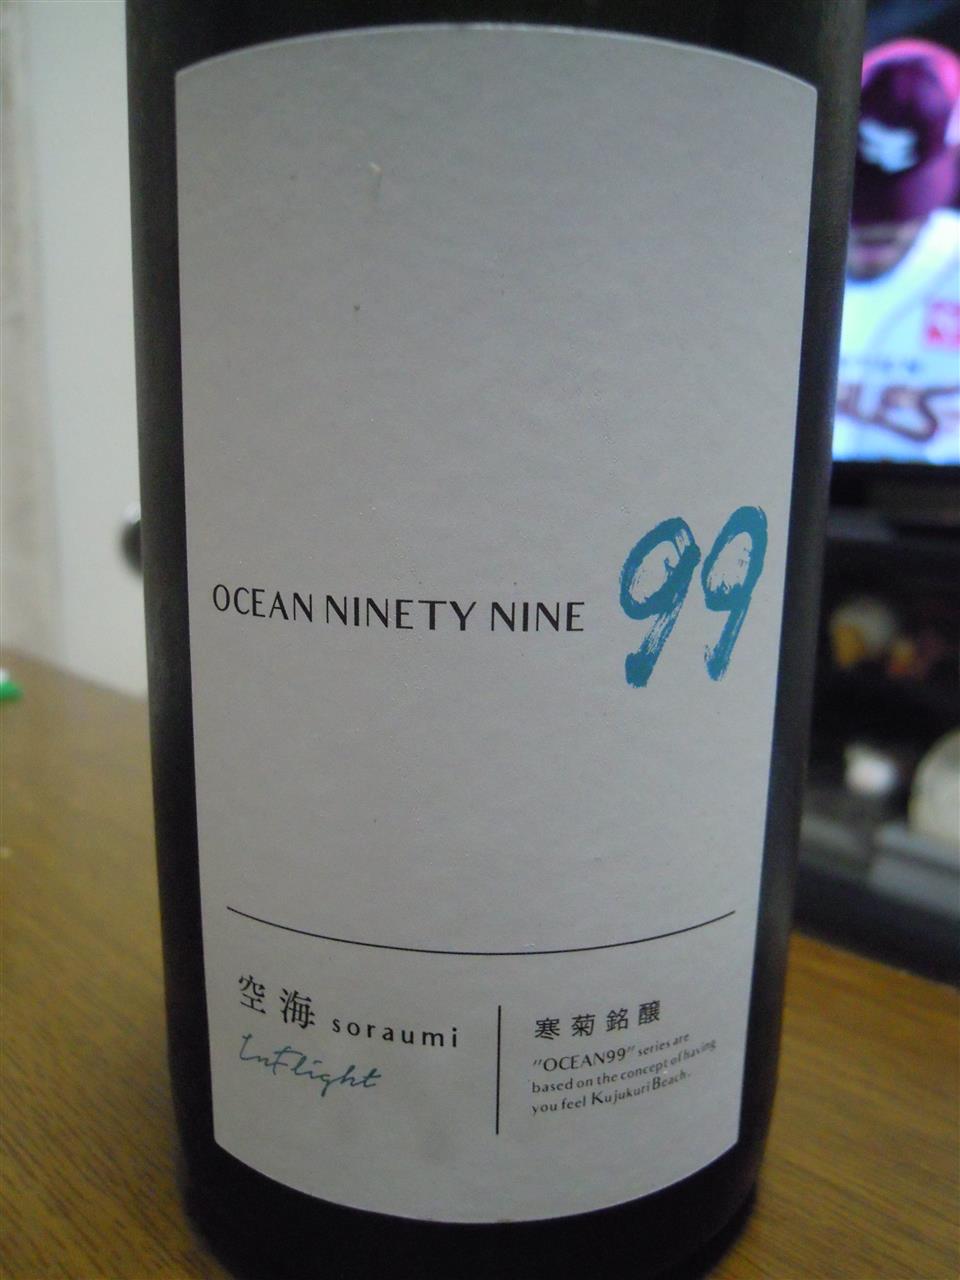 OCEAN NINETY NINE 99
空海 soraumi
InFlight
寒菊銘醸
"OCEAN99" series are
based on the concept of having
you feel Kujukuri Beach.